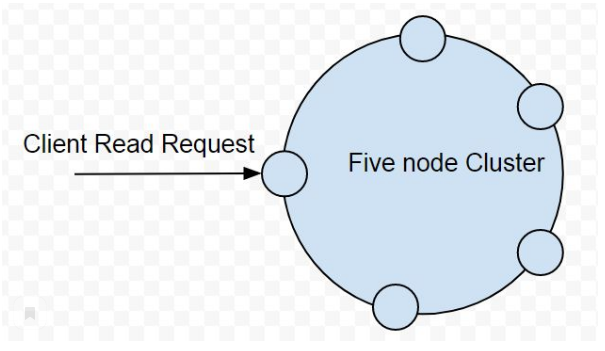 Client Read Request
Five node Cluster